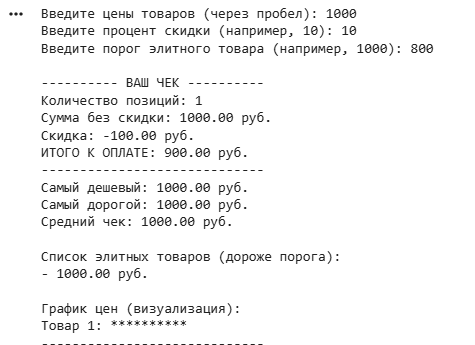 Введите цены товаров (через пробел): 1000
Введите процент скидки (например, 10): 10
Введите порог элитного товара (например, 1000): 800
---------- ВАШ ЧЕК ----------
Количество позиций: 1
Сумма без скидки: 1000.00 руб.
Скидка: -100.00 руб.
ИТОГО К ОПЛАТЕ: 900.00 руб.
-----------------------------
Самый дешевый: 1000.00 руб.
Самый дорогой: 1000.00 руб.
Средний чек: 1000.00 руб.
Список элитных товаров (дороже порога):
- 1000.00 руб.
График цен (визуализация):
Товар 1: **********
-----------------------------